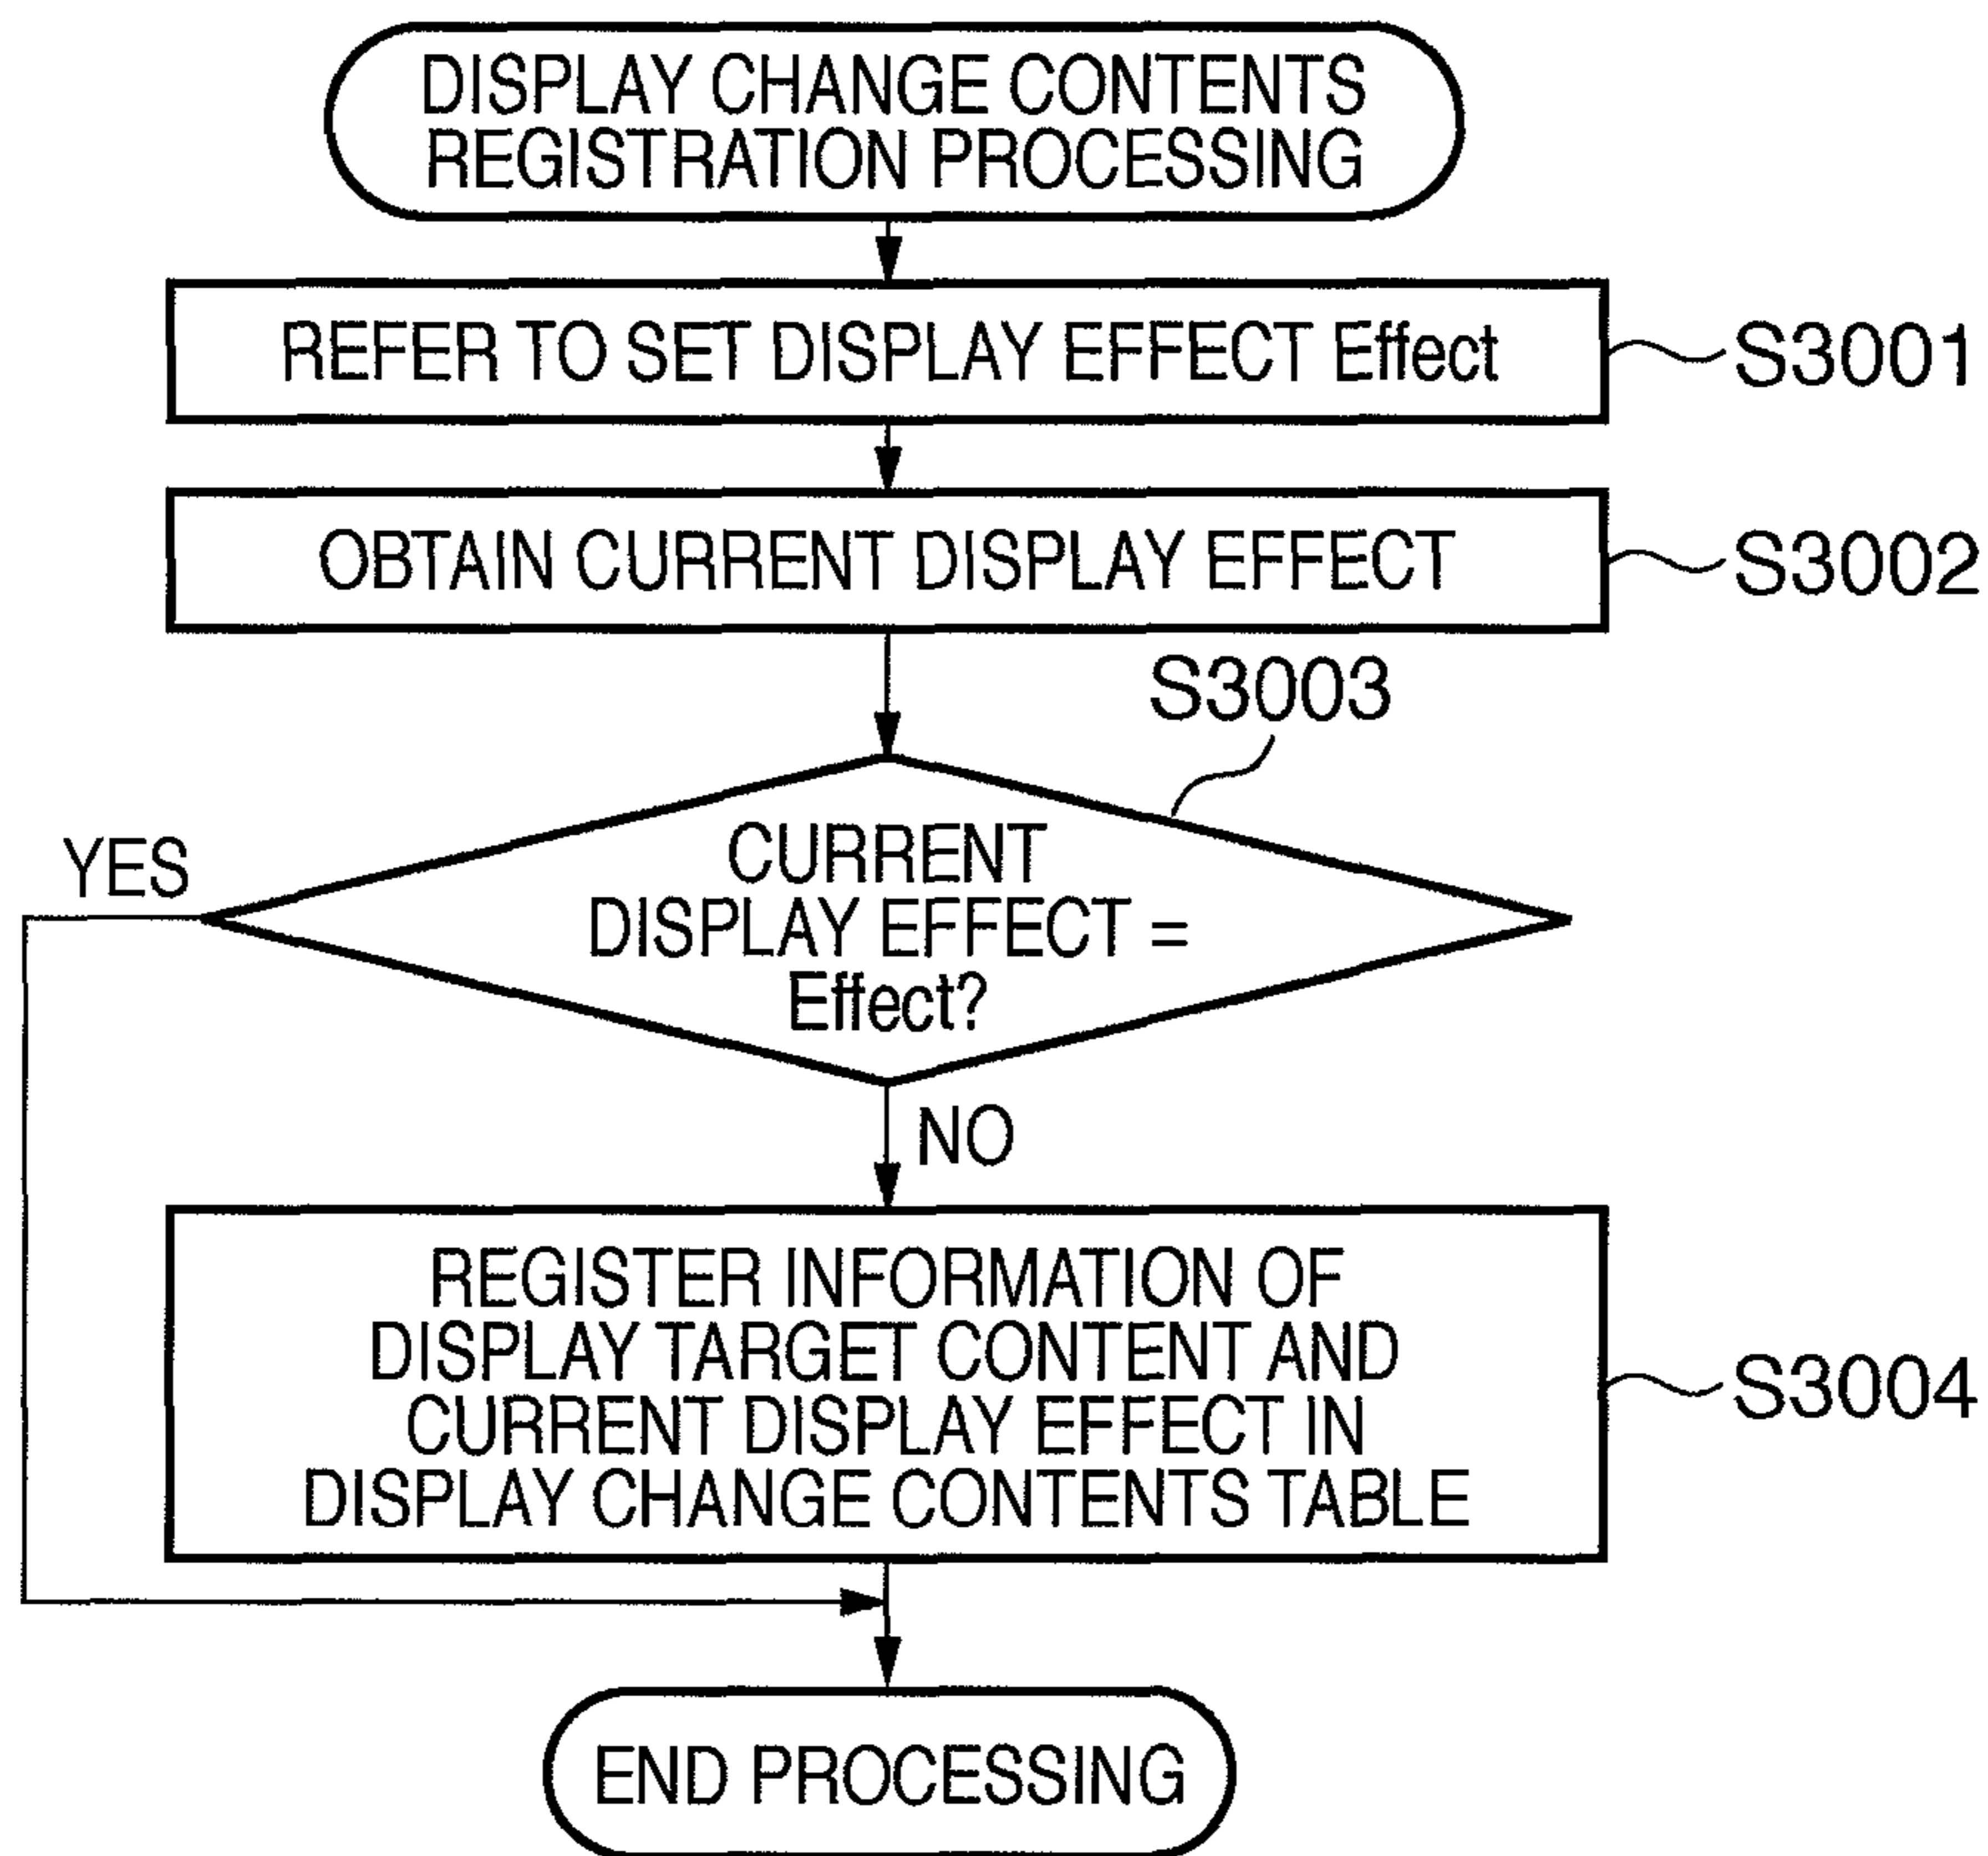 DISPLAY CHANGE CONTENTS
REGISTRATION PROCESSING
REFER TO SET DISPLAY EFFECT Effect
S3001
OBTAIN CURRENT DISPLAY EFFECT
S3002
S3003
CURRENT
DISPLAY EFFECT =
Effect?
YES
NO
REGISTER INFORMATION OF
DISPLAY TARGET CONTENT AND
CURRENT DISPLAY EFFECT IN
DISPLAY CHANGE CONTENTS TABLE
S3004
END PROCESSING